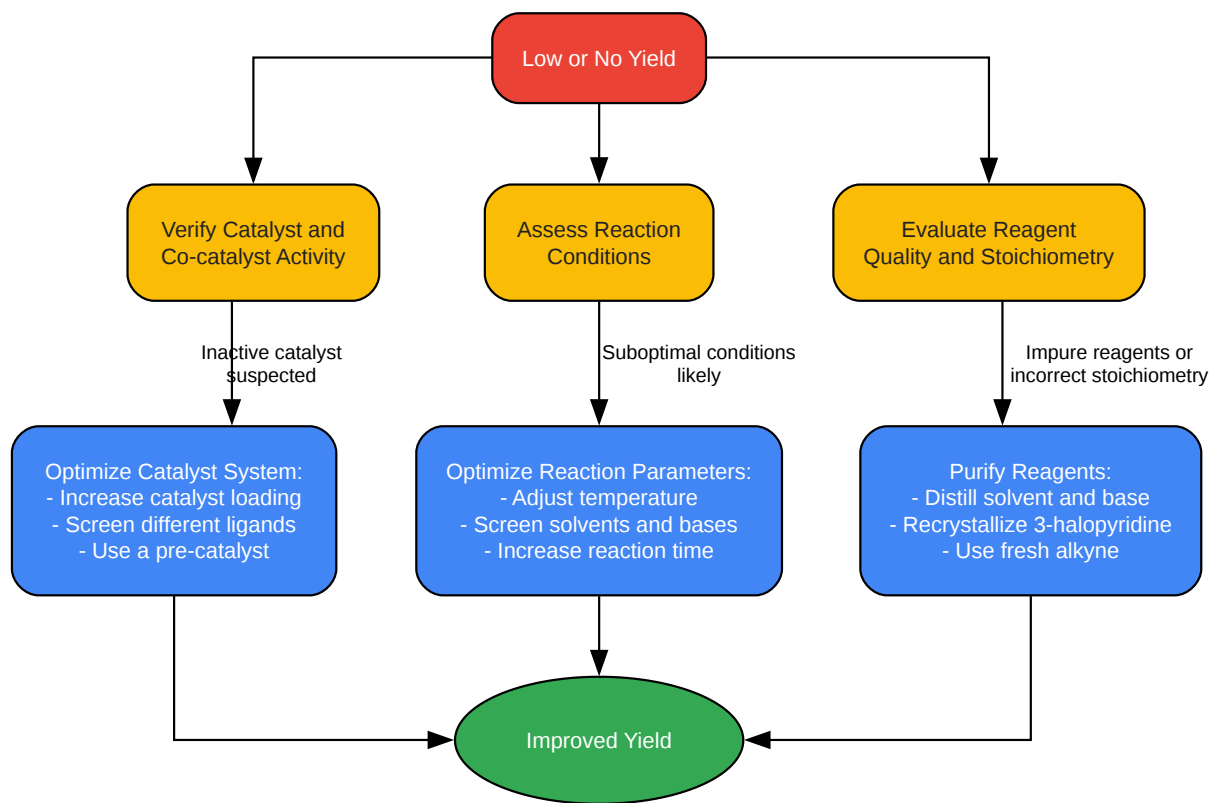 Low or No Yield
Verify Catalyst and
Co-catalyst Activity
Assess Reaction
Conditions
Evaluate Reagent
Quality and Stoichiometry
Inactive catalyst
suspected
Suboptimal conditions
likely
Impure reagents or
incorrect stoichiometry
Optimize Catalyst System:
- Increase catalyst loading
- Screen different ligands
- Use a pre-catalyst
Optimize Reaction Parameters:
- Adjust temperature
- Screen solvents and bases
- Increase reaction time
Purify Reagents:
- Distill solvent and base
- Recrystallize 3-halopyridine
- Use fresh alkyne
Improved Yield